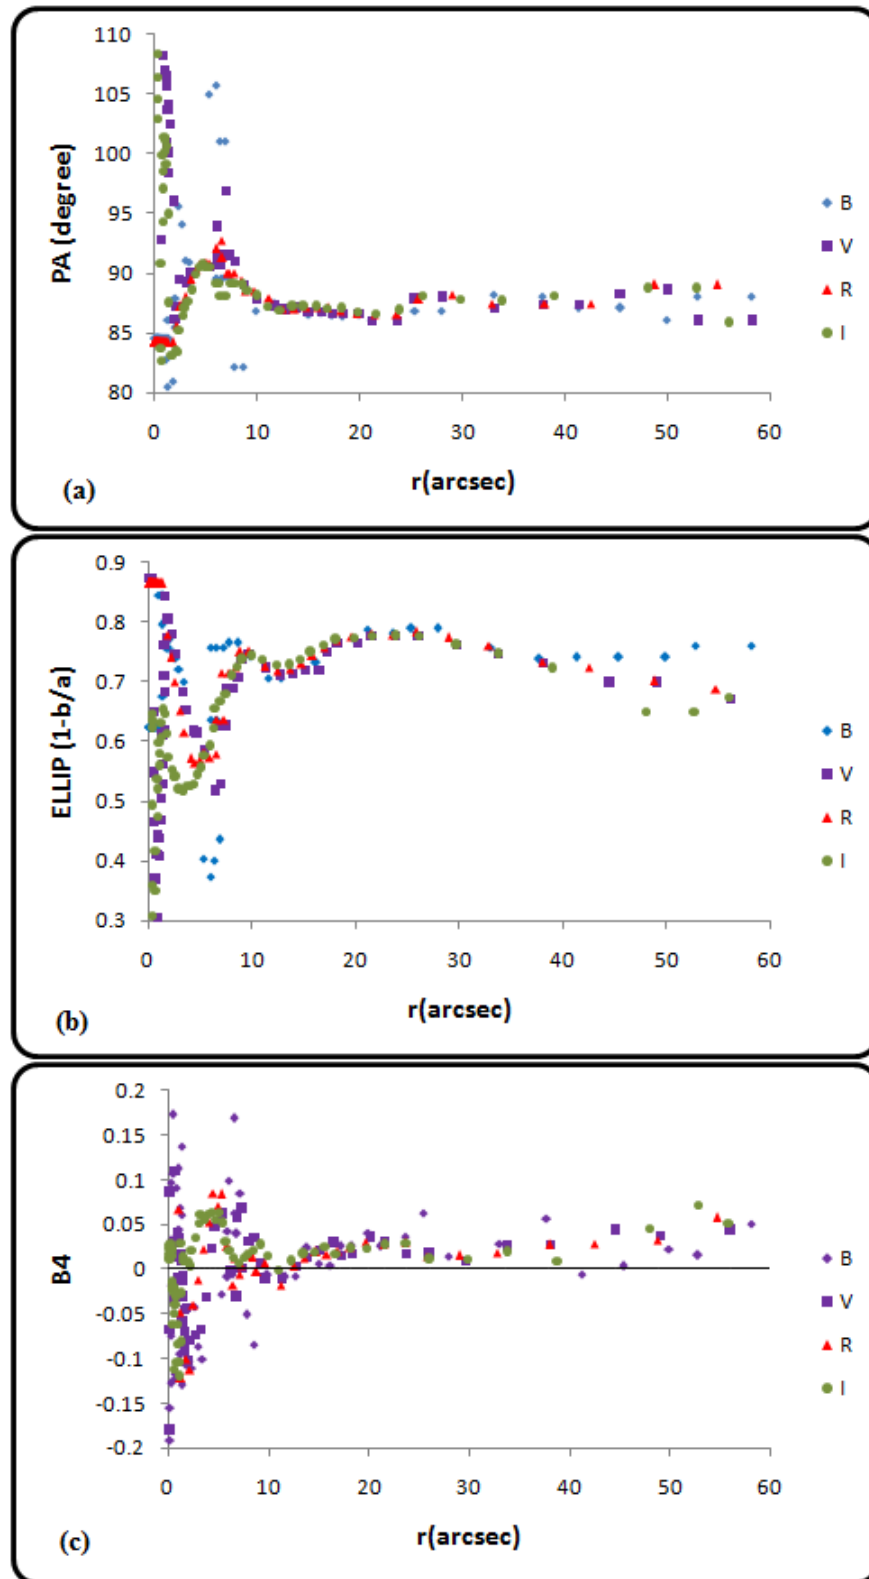 110
105
100
95
90
85
80
PA (degree)
0 10 20 30 40 50 60
r(arcsec)
(a)
B
V
R
I
0.9
0.8
0.7
0.6
0.5
0.4
0.3
ELLIP (1-b/a)
0 10 20 30 40 50 60
r(arcsec)
(b)
B
V
R
I
0.2
0.15
0.1
0.05
0
-0.05
-0.1
-0.15
-0.2
B4
0 10 20 30 40 50 60
r(arcsec)
(c)
B
V
R
I